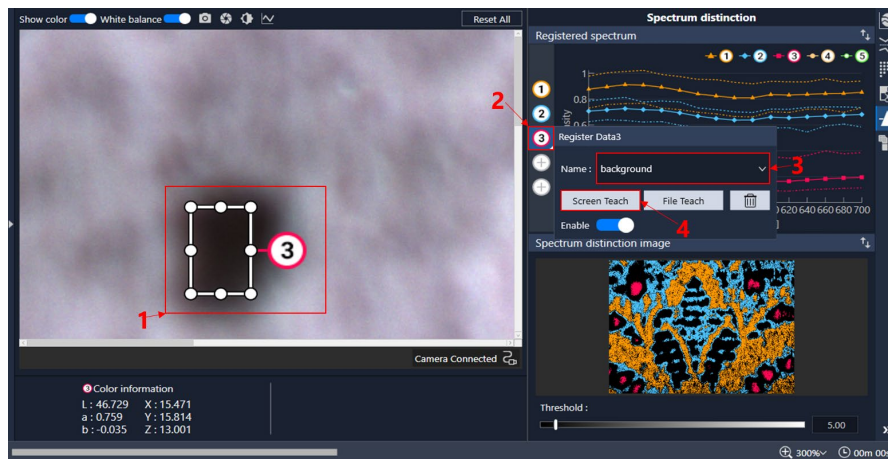 Show color White balance Reset All
Spectrum distinction
Registered spectrum
1 2 3 4 5
1
2
3
1
0.8
0.6
2
Register Data3
Name : background
3
Screen Teach File Teach
4
Enable
620 640 660 680 700
3
1
Spectrum distinction image
Camera Connected
3 Color information
L : 46.729 X : 15.471
a : 0.759 Y : 15.814
b : -0.035 Z : 13.001
Threshold :
5.00
300% 00m 00s